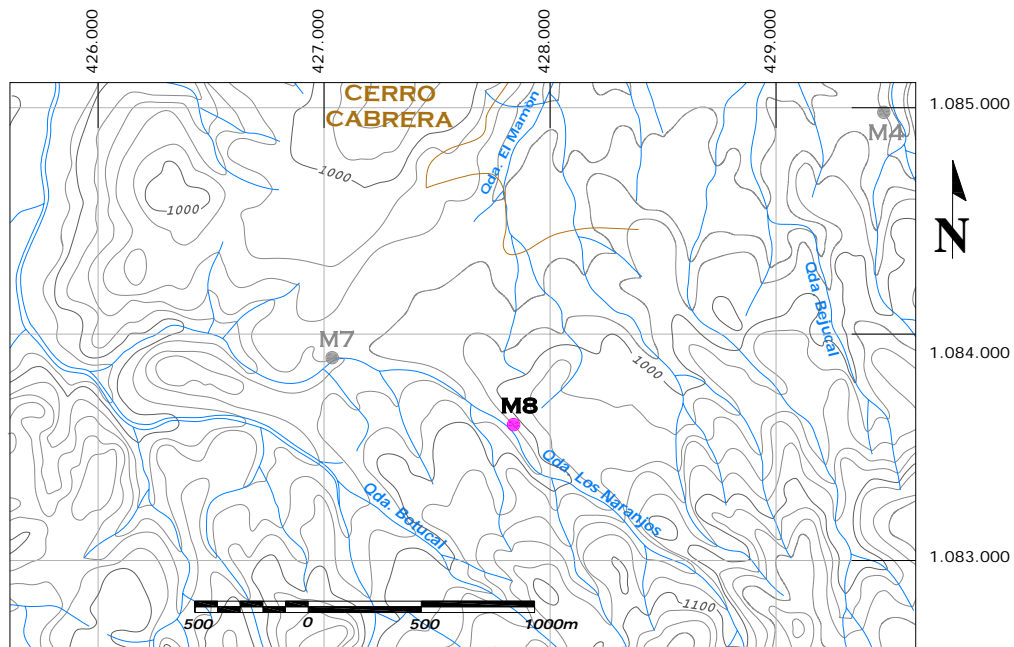 426.000
427.000
428.000
429.000
CERRO
CABRERA
Qda. El Mamón
1.085.000
M4
1000
1000
N
Qda Bejucal
M7
1.084.000
1000
M8
Qda. Los Naranjos
Qda. Botucal
1.083.000
1100
500 0 500 1000m